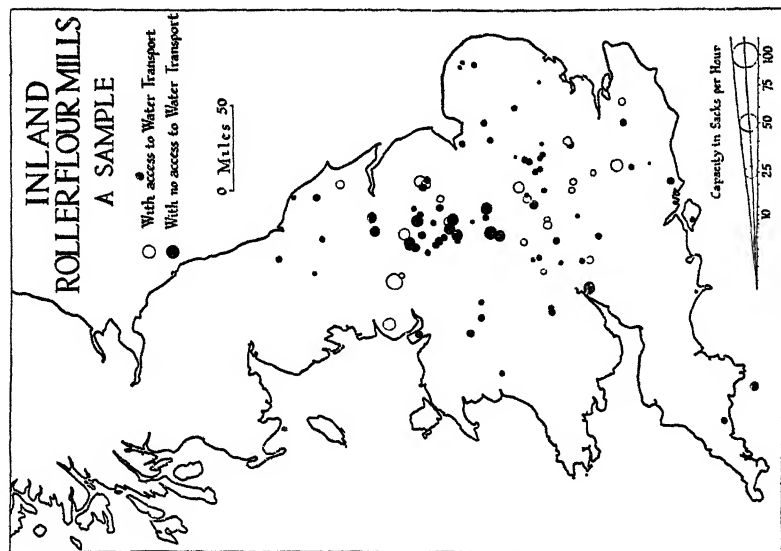 INLAND
ROLLER FLOUR MILLS
A SAMPLE
With access to Water Transport
With no access to Water Transport
0 Miles 50
Capacity in Sacks per Hour
10 25 50 75 100